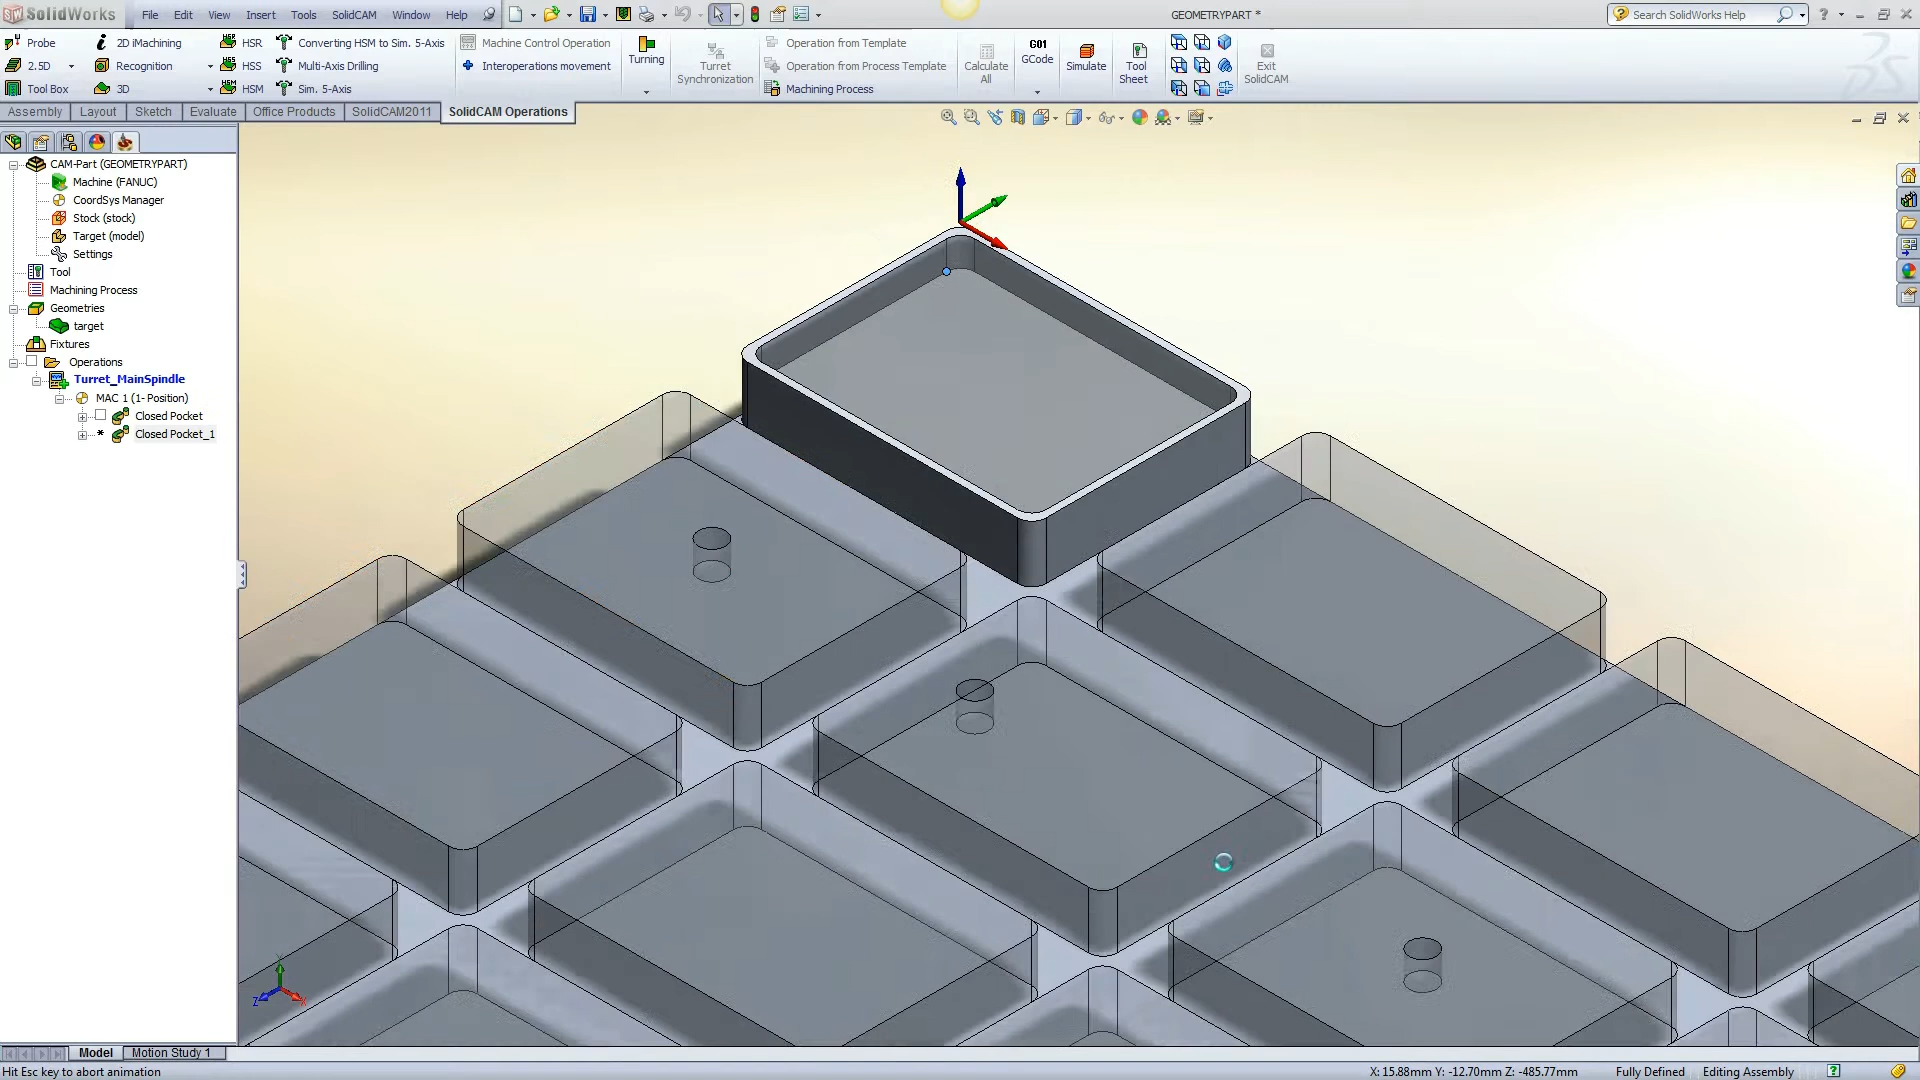 SolidWorks File Edit View Insert Tools SolidCAM Window Help GEOMETRYPART * Search SolidWorks Help
Probe 2D iMachining HSR Converting HSM to Sim. 5-Axis Machine Control Operation Operation from Template G01
2.5D Recognition HSS Multi-Axis Drilling Interoperations movement Turning Turret Synchronization Operation from Process Template Calculate All GCode Simulate Tool Sheet Exit SolidCAM
Tool Box 3D HSM Sim. 5-Axis Machining Process
Assembly Layout Sketch Evaluate Office Products SolidCAM2011 SolidCAM Operations
CAM-Part (GEOMETRYPART)
Machine (FANUC)
CoordSys Manager
Stock (stock)
Target (model)
Settings
Tool
Machining Process
Geometries
target
Fixtures
Operations
Turret_MainSpindle
MAC 1 (1- Position)
Closed Pocket
* Closed Pocket_1
Y
Z X
Model Motion Study 1
Hit Esc key to abort animation X: 15.88mm Y: -12.70mm Z: -485.77mm Fully Defined Editing Assembly